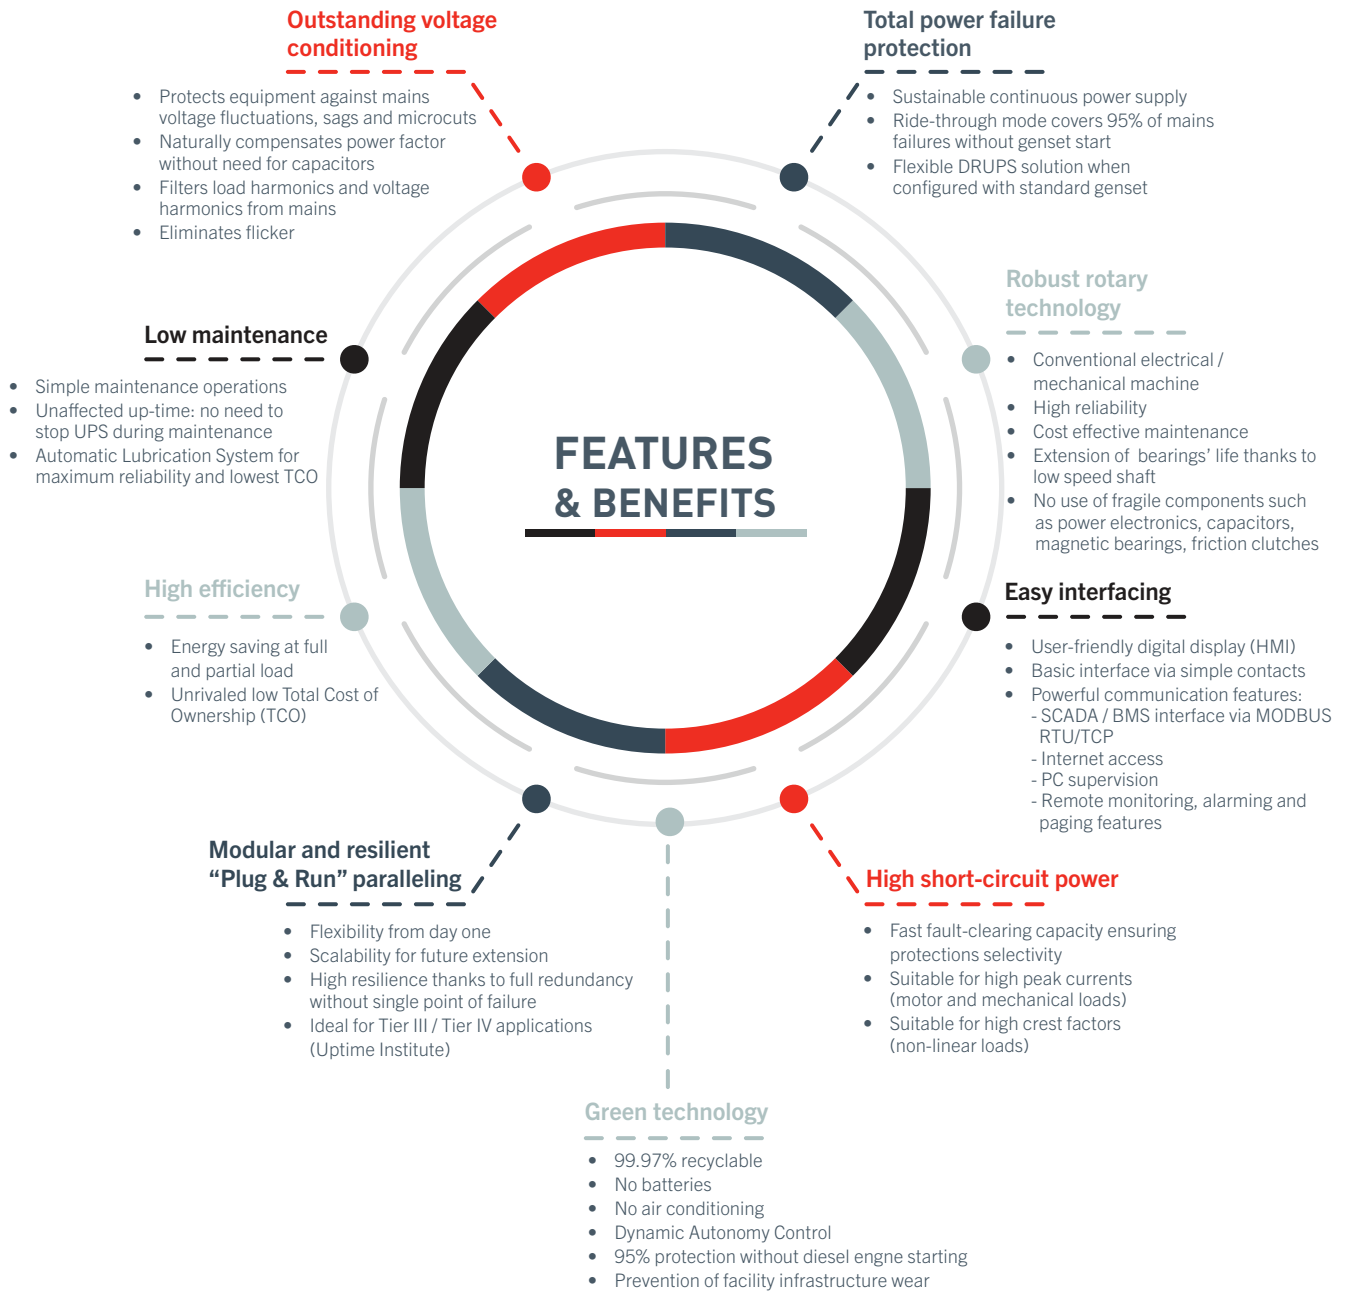 Outstanding voltage
conditioning
• Protects equipment against mains
voltage fluctuations, sags and microcuts
• Naturally compensates power factor
without need for capacitors
• Filters load harmonics and voltage
harmonics from mains
• Eliminates flicker
Total power failure
protection
• Sustainable continuous power supply
• Ride-through mode covers 95% of mains
failures without genset start
• Flexible DRUPS solution when
configured with standard genset
Robust rotary
technology
• Conventional electrical /
mechanical machine
• High reliability
• Cost effective maintenance
• Extension of bearings' life thanks to
low speed shaft
• No use of fragile components such
as power electronics, capacitors,
magnetic bearings, friction clutches
Low maintenance
• Simple maintenance operations
• Unaffected up-time: no need to
stop UPS during maintenance
• Automatic Lubrication System for
maximum reliability and lowest TCO
FEATURES
& BENEFITS
High efficiency
• Energy saving at full
and partial load
• Unrivaled low Total Cost of
Ownership (TCO)
Easy interfacing
• User-friendly digital display (HMI)
• Basic interface via simple contacts
• Powerful communication features:
- SCADA / BMS interface via MODBUS
RTU/TCP
- Internet access
- PC supervision
- Remote monitoring, alarming and
paging features
Modular and resilient
“Plug & Run” paralleling
• Flexibility from day one
• Scalability for future extension
• High resilience thanks to full redundancy
without single point of failure
• Ideal for Tier III / Tier IV applications
(Uptime Institute)
High short-circuit power
• Fast fault-clearing capacity ensuring
protections selectivity
• Suitable for high peak currents
(motor and mechanical loads)
• Suitable for high crest factors
(non-linear loads)
Green technology
• 99.97% recyclable
• No batteries
• No air conditioning
• Dynamic Autonomy Control
• 95% protection without diesel engne starting
• Prevention of facility infrastructure wear